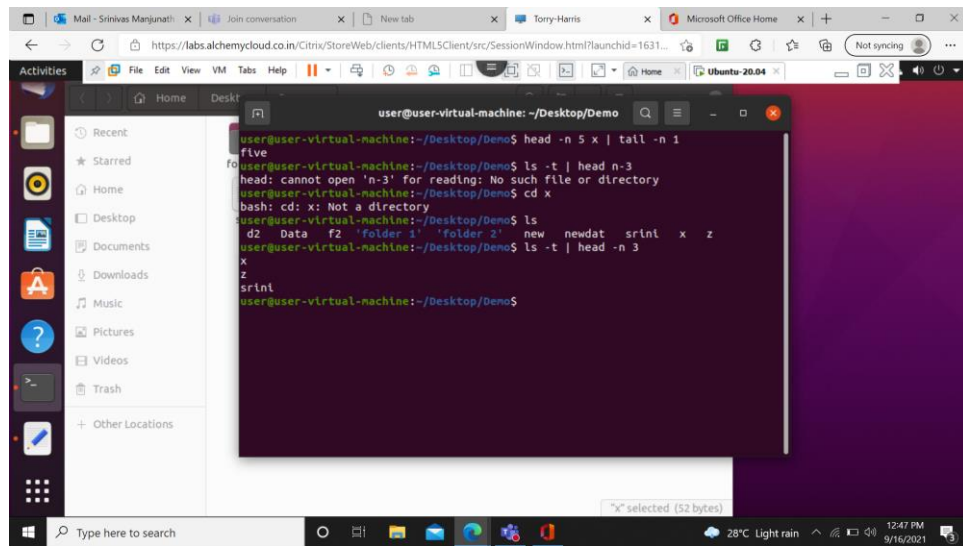 Mail - Srinivas Manjunath
Join conversation
New tab
Torry-Harris
Microsoft Office Home
https://labs.alchemycloud.co.in/Citrix/StoreWeb/clients/HTML5Client/src/SessionWindow.html?launchid=1631...
Not syncing
Activities
File Edit View VM Tabs Help
Home
Ubuntu-20.04
Home
user@user-virtual-machine: ~/Desktop/Demo
Recent
Starred
Home
Desktop
Documents
Downloads
Music
Pictures
Videos
Trash
+ Other Locations
user@user-virtual-machine:~/Desktop/Demo$ head -n 5 x | tail -n 1
five
user@user-virtual-machine:~/Desktop/Demo$ ls -t | head n-3
head: cannot open 'n-3' for reading: No such file or directory
user@user-virtual-machine:~/Desktop/Demo$ cd x
bash: cd: x: Not a directory
user@user-virtual-machine:~/Desktop/Demo$ ls
d2 Data f2 'folder 1' 'folder 2' new newdat srini x z
user@user-virtual-machine:~/Desktop/Demo$ ls -t | head -n 3
x
z
srini
user@user-virtual-machine:~/Desktop/Demo$
"x" selected (52 bytes)
Type here to search
28°C Light rain
12:47 PM
9/16/2021